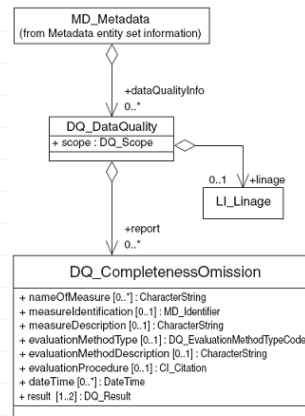 MD_Metadata
(from Metadata entity set information)
+dataQualityInfo
0..*
DQ_DataQuality
+ scope : DQ_Scope
0..1 +linage
LI_Linage
+report
0..*
DQ_CompletenessOmission
+ nameOfMeasure [0..*] : CharacterString
+ measureIdentification [0..1] : MD_Identifier
+ measureDescription [0..1] : CharacterString
+ evaluationMethodType [0..1] : DQ_EvaluationMethodTypeCode
+ evaluationMethodDescription [0..1] : CharacterString
+ evaluationProcedure [0..1] : CI_Citation
+ dateTime [0..*] : DateTime
+ result [1..2] : DQ_Result